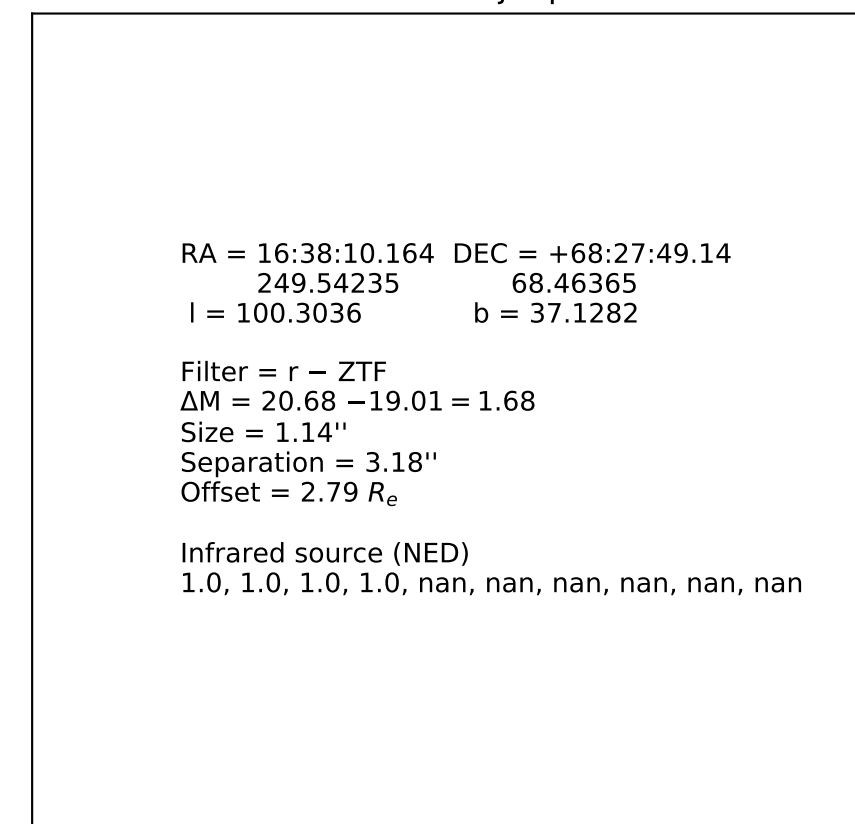 RA = 16:38:10.164 DEC = +68:27:49.14
249.54235 68.46365
l = 100.3036 b = 37.1282
Filter = r − ZTF
ΔM = 20.68 −19.01 = 1.68
Size = 1.14''
Separation = 3.18''
Offset = 2.79 Re
Infrared source (NED)
1.0, 1.0, 1.0, 1.0, nan, nan, nan, nan, nan, nan